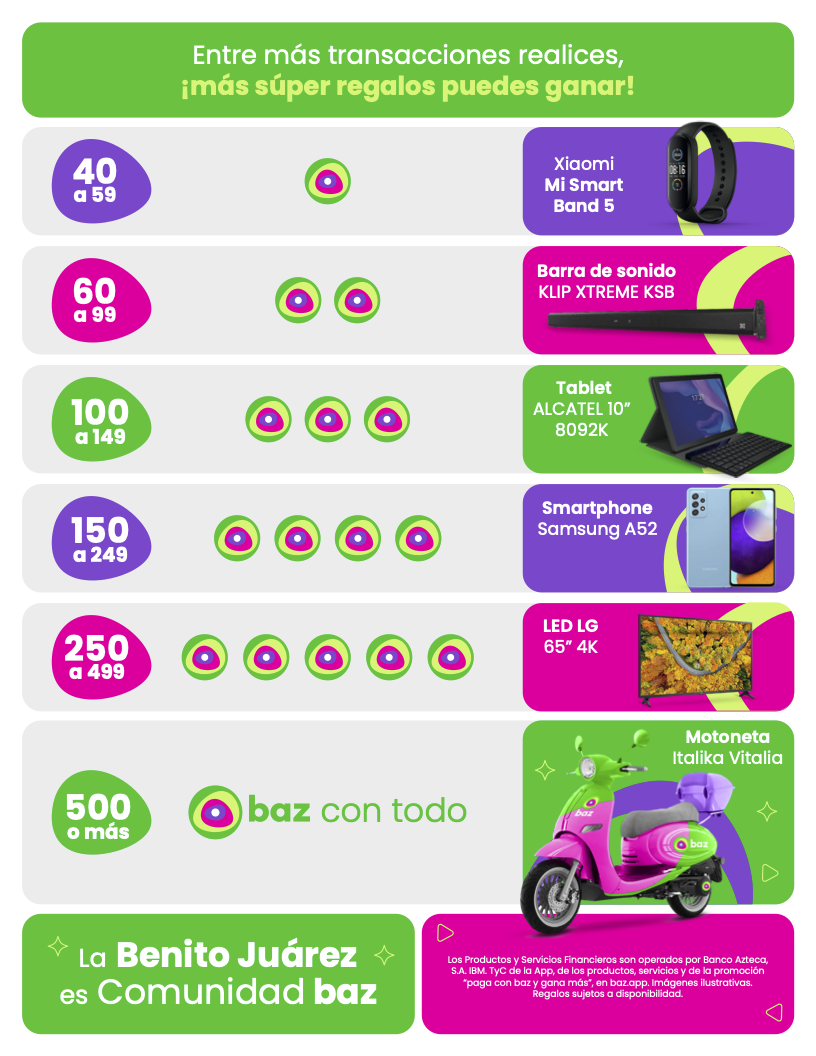 Entre más transacciones realices,
¡más súper regalos puedes ganar!
40
a 59
Xiaomi
Mi Smart
Band 5
08:16
60
a 99
Barra de sonido
KLIP XTREME KSB
100
a 149
Tablet
ALCATEL 10”
8092K
150
a 249
Smartphone
Samsung A52
250
a 499
LED LG
65” 4K
500
o más
baz con todo
Motoneta
Italika Vitalia
baz
baz
La Benito Juárez
es Comunidad baz
Los Productos y Servicios Financieros son operados por Banco Azteca,
S.A. IBM. TyC de la App, de los productos, servicios y de la promoción
“paga con baz y gana más”, en baz.app. Imágenes ilustrativas.
Regalos sujetos a disponibilidad.